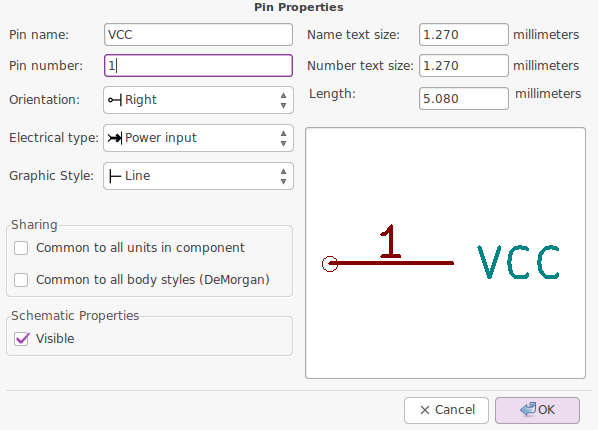 Pin Properties
Pin name: VCC
Name text size: 1.270 millimeters
Pin number: 1
Number text size: 1.270 millimeters
Orientation: Right
Length: 5.080 millimeters
Electrical type: Power input
Graphic Style: Line
1
VCC
Sharing
Common to all units in component
Common to all body styles (DeMorgan)
Schematic Properties
Visible
Cancel
OK